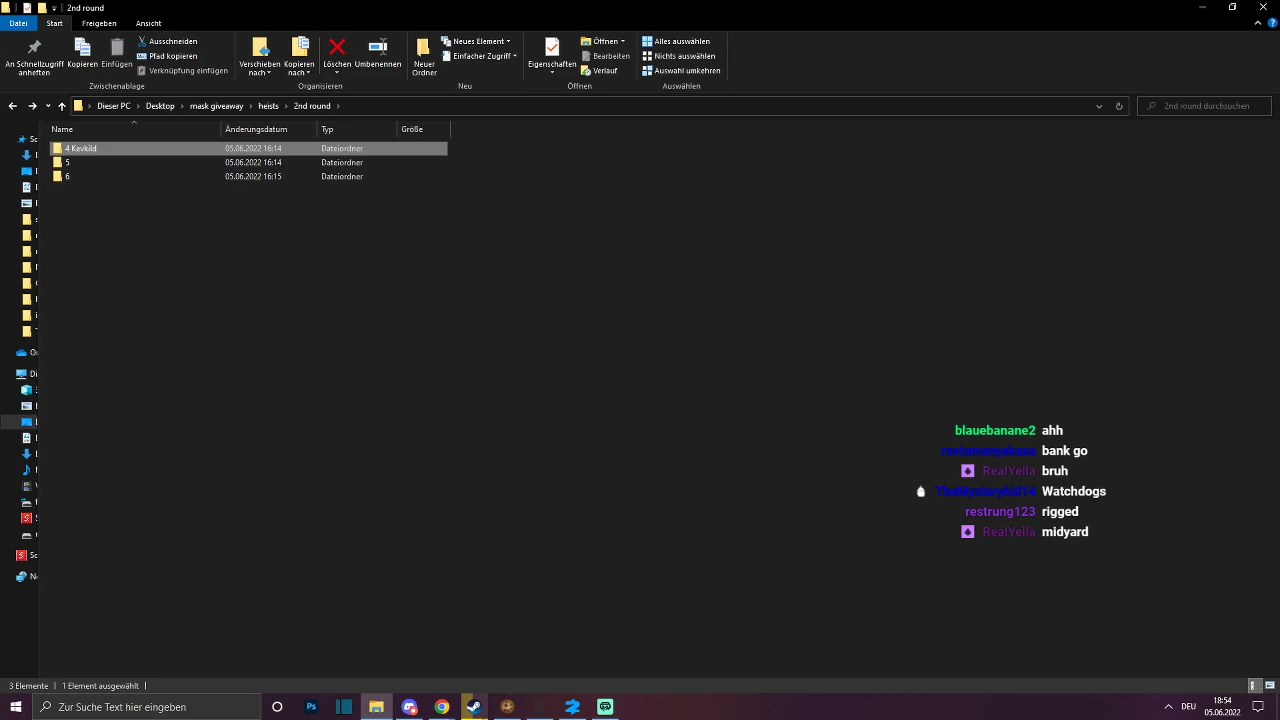 2nd round
Datei Start Freigeben Ansicht
An Schnellzugriff anheften
Kopieren
Einfügen
Ausschneiden
Pfad kopieren
Verknüpfung einfügen
Verschieben nach
Kopieren nach
Löschen
Umbenennen
Neuer Ordner
Neues Element
Einfacher Zugriff
Eigenschaften
Öffnen
Bearbeiten
Verlauf
Alles auswählen
Nichts auswählen
Auswahl umkehren
Zwischenablage Organisieren Neu Öffnen Auswählen
Dieser PC Desktop mask giveaway heists 2nd round
2nd round durchsuchen
Name Änderungsdatum Typ Größe
4 Kevkild 05.06.2022 16:14 Dateiordner
5 05.06.2022 16:14 Dateiordner
6 05.06.2022 16:15 Dateiordner
blauebanane2 ahh
bank go
RealYella bruh
Watchdogs
restrung123 rigged
RealYella midyard
3 Elemente 1 Element ausgewählt
Zur Suche Text hier eingeben
DEU
18:54
05.06.2022